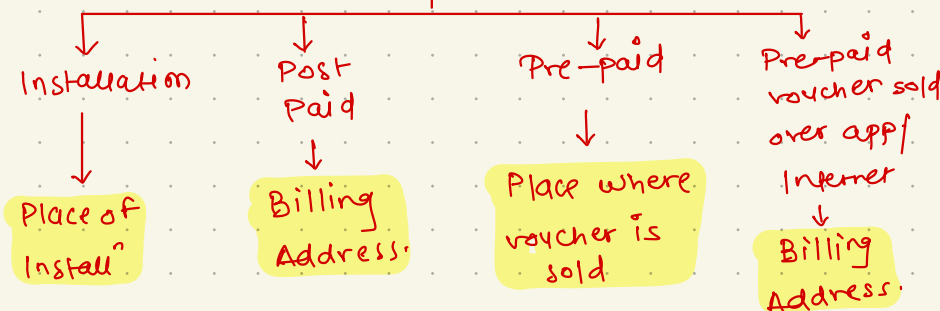 Installation
Place of
Installⁿ
Post
Paid
Billing
Address.
Pre-paid
Place where
voucher is
sold
Pre-paid
voucher sold
over app/
Internet
Billing
Address.